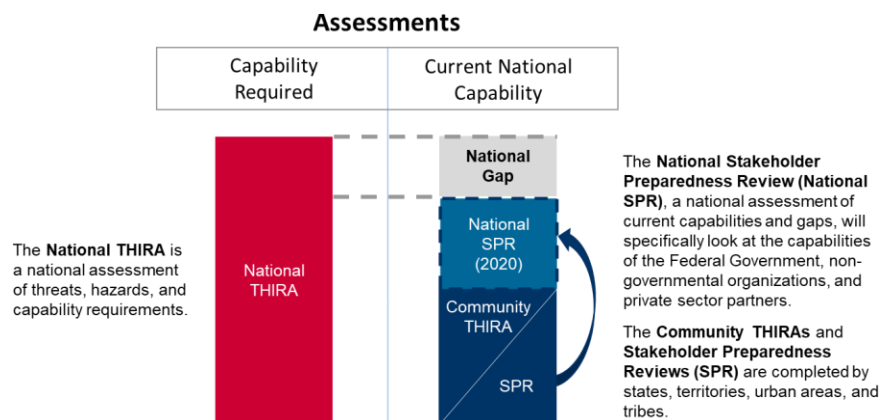 Assessments
Capability
Required
Current National
Capability
National
Gap
The National Stakeholder
Preparedness Review (National
SPR), a national assessment of
current capabilities and gaps, will
specifically look at the capabilities
of the Federal Government, non-
governmental organizations, and
private sector partners.
The National THIRA is
a national assessment
of threats, hazards, and
capability requirements.
National
THIRA
National
SPR
(2020)
Community
THIRA
SPR
The Community THIRAs and
Stakeholder Preparedness
Reviews (SPR) are completed by
states, territories, urban areas, and
tribes.